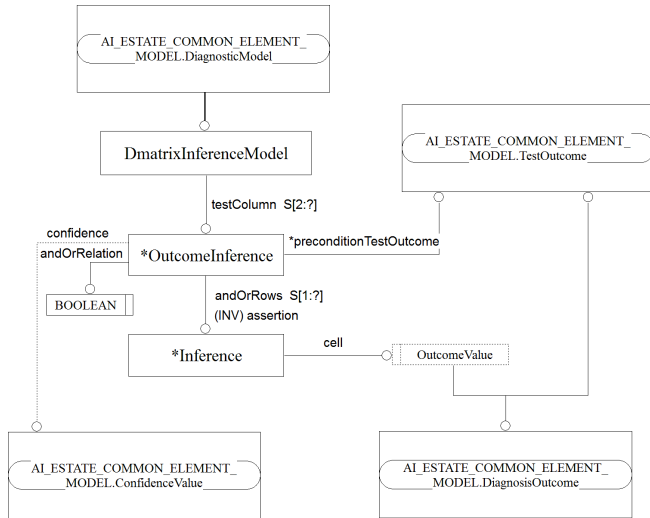 AI_ESTATE_COMMON_ELEMENT_
MODEL.DiagnosticModel
DmatrixInferenceModel
AI_ESTATE_COMMON_ELEMENT_
MODEL.TestOutcome
testColumn S[2:?]
confidence
andOrRelation
*OutcomeInference
*preconditionTestOutcome
BOOLEAN
andOrRows S[1:?]
(INV) assertion
*Inference
cell
OutcomeValue
AI_ESTATE_COMMON_ELEMENT_
MODEL.ConfidenceValue
AI_ESTATE_COMMON_ELEMENT_
MODEL.DiagnosisOutcome